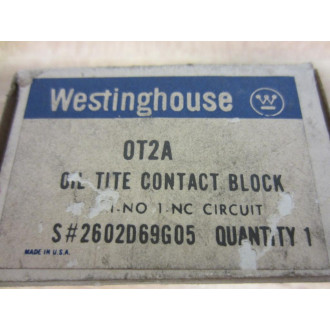 Westinghouse W
OT2A
OIL TITE CONTACT BLOCK
1-NO 1-NC CIRCUIT
S#2602D69G05 QUANTITY 1
MADE IN U.S.A.